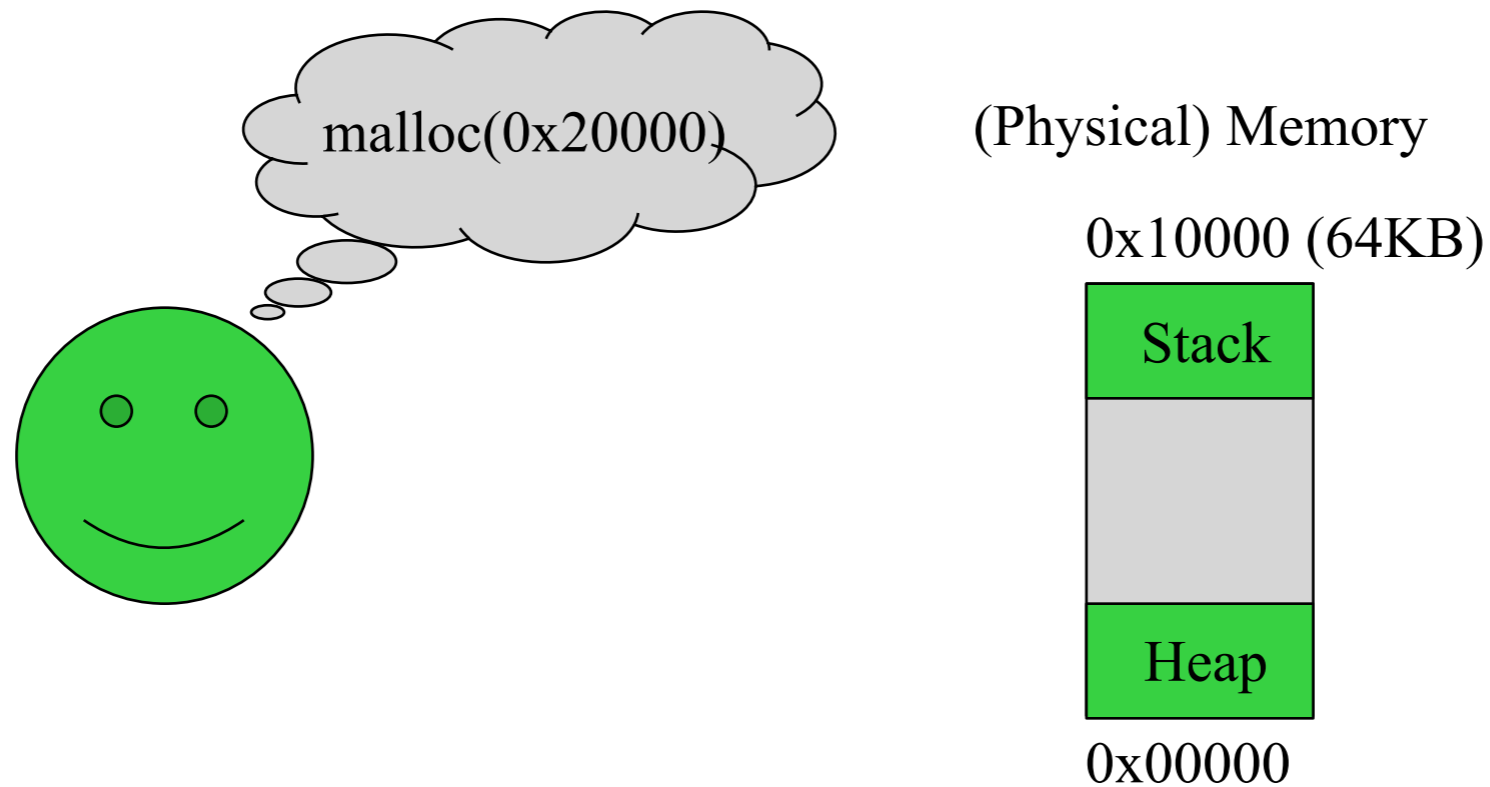 malloc(0x20000)
(Physical) Memory
0x10000 (64KB)
Stack
Heap
0x00000